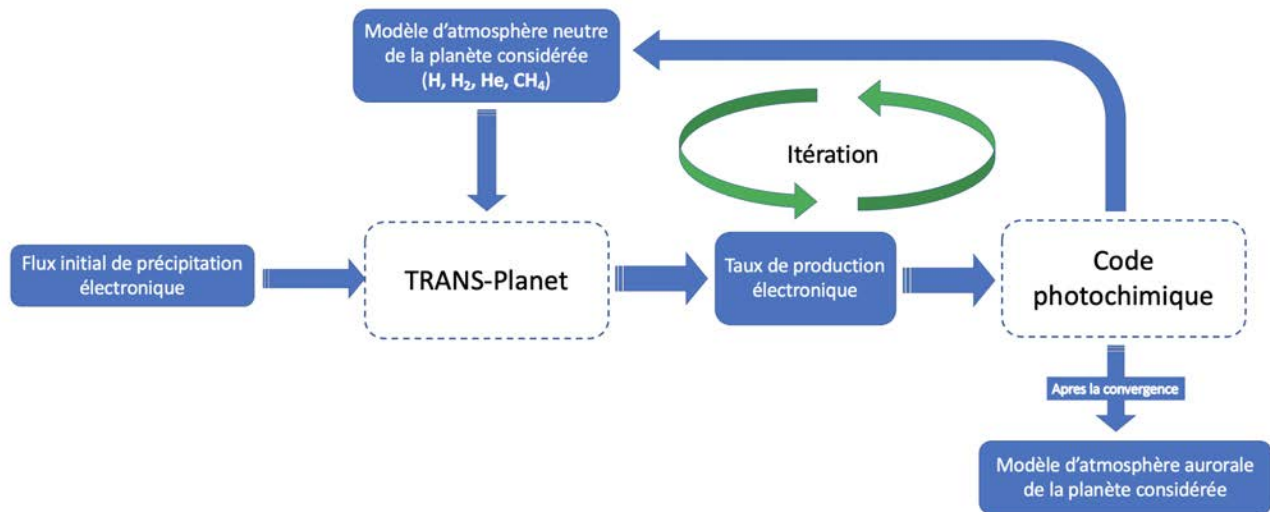 Modèle d'atmosphère neutre
de la planète considérée
(H, H₂, He, CH₄)
Itération
Flux initial de précipitation
électronique
TRANS-Planet
Taux de production
électronique
Code
photochimique
Apres la convergence
Modèle d'atmosphère aurorale
de la planète considérée